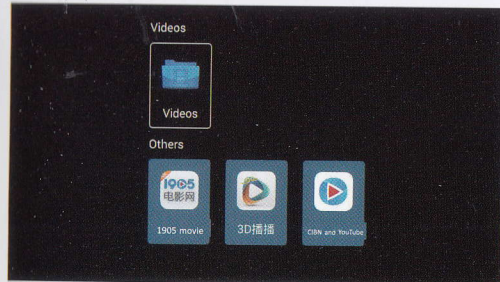 Videos
Videos
Others
1905
电影网
1905 movie
3D播播
CIBN and YouTube